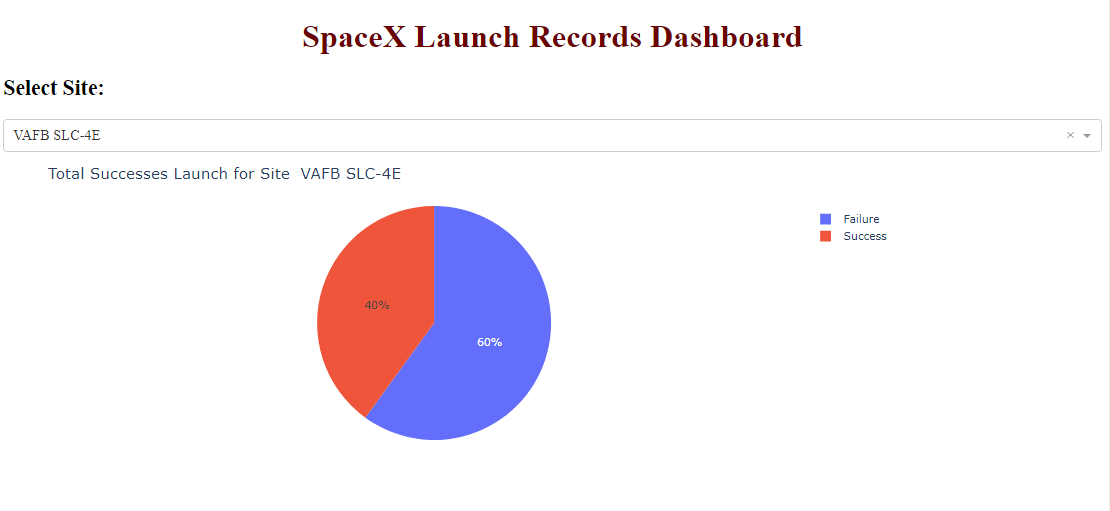 SpaceX Launch Records Dashboard
Select Site:
VAFB SLC-4E ×
Total Successes Launch for Site VAFB SLC-4E
Failure
Success
40%
60%